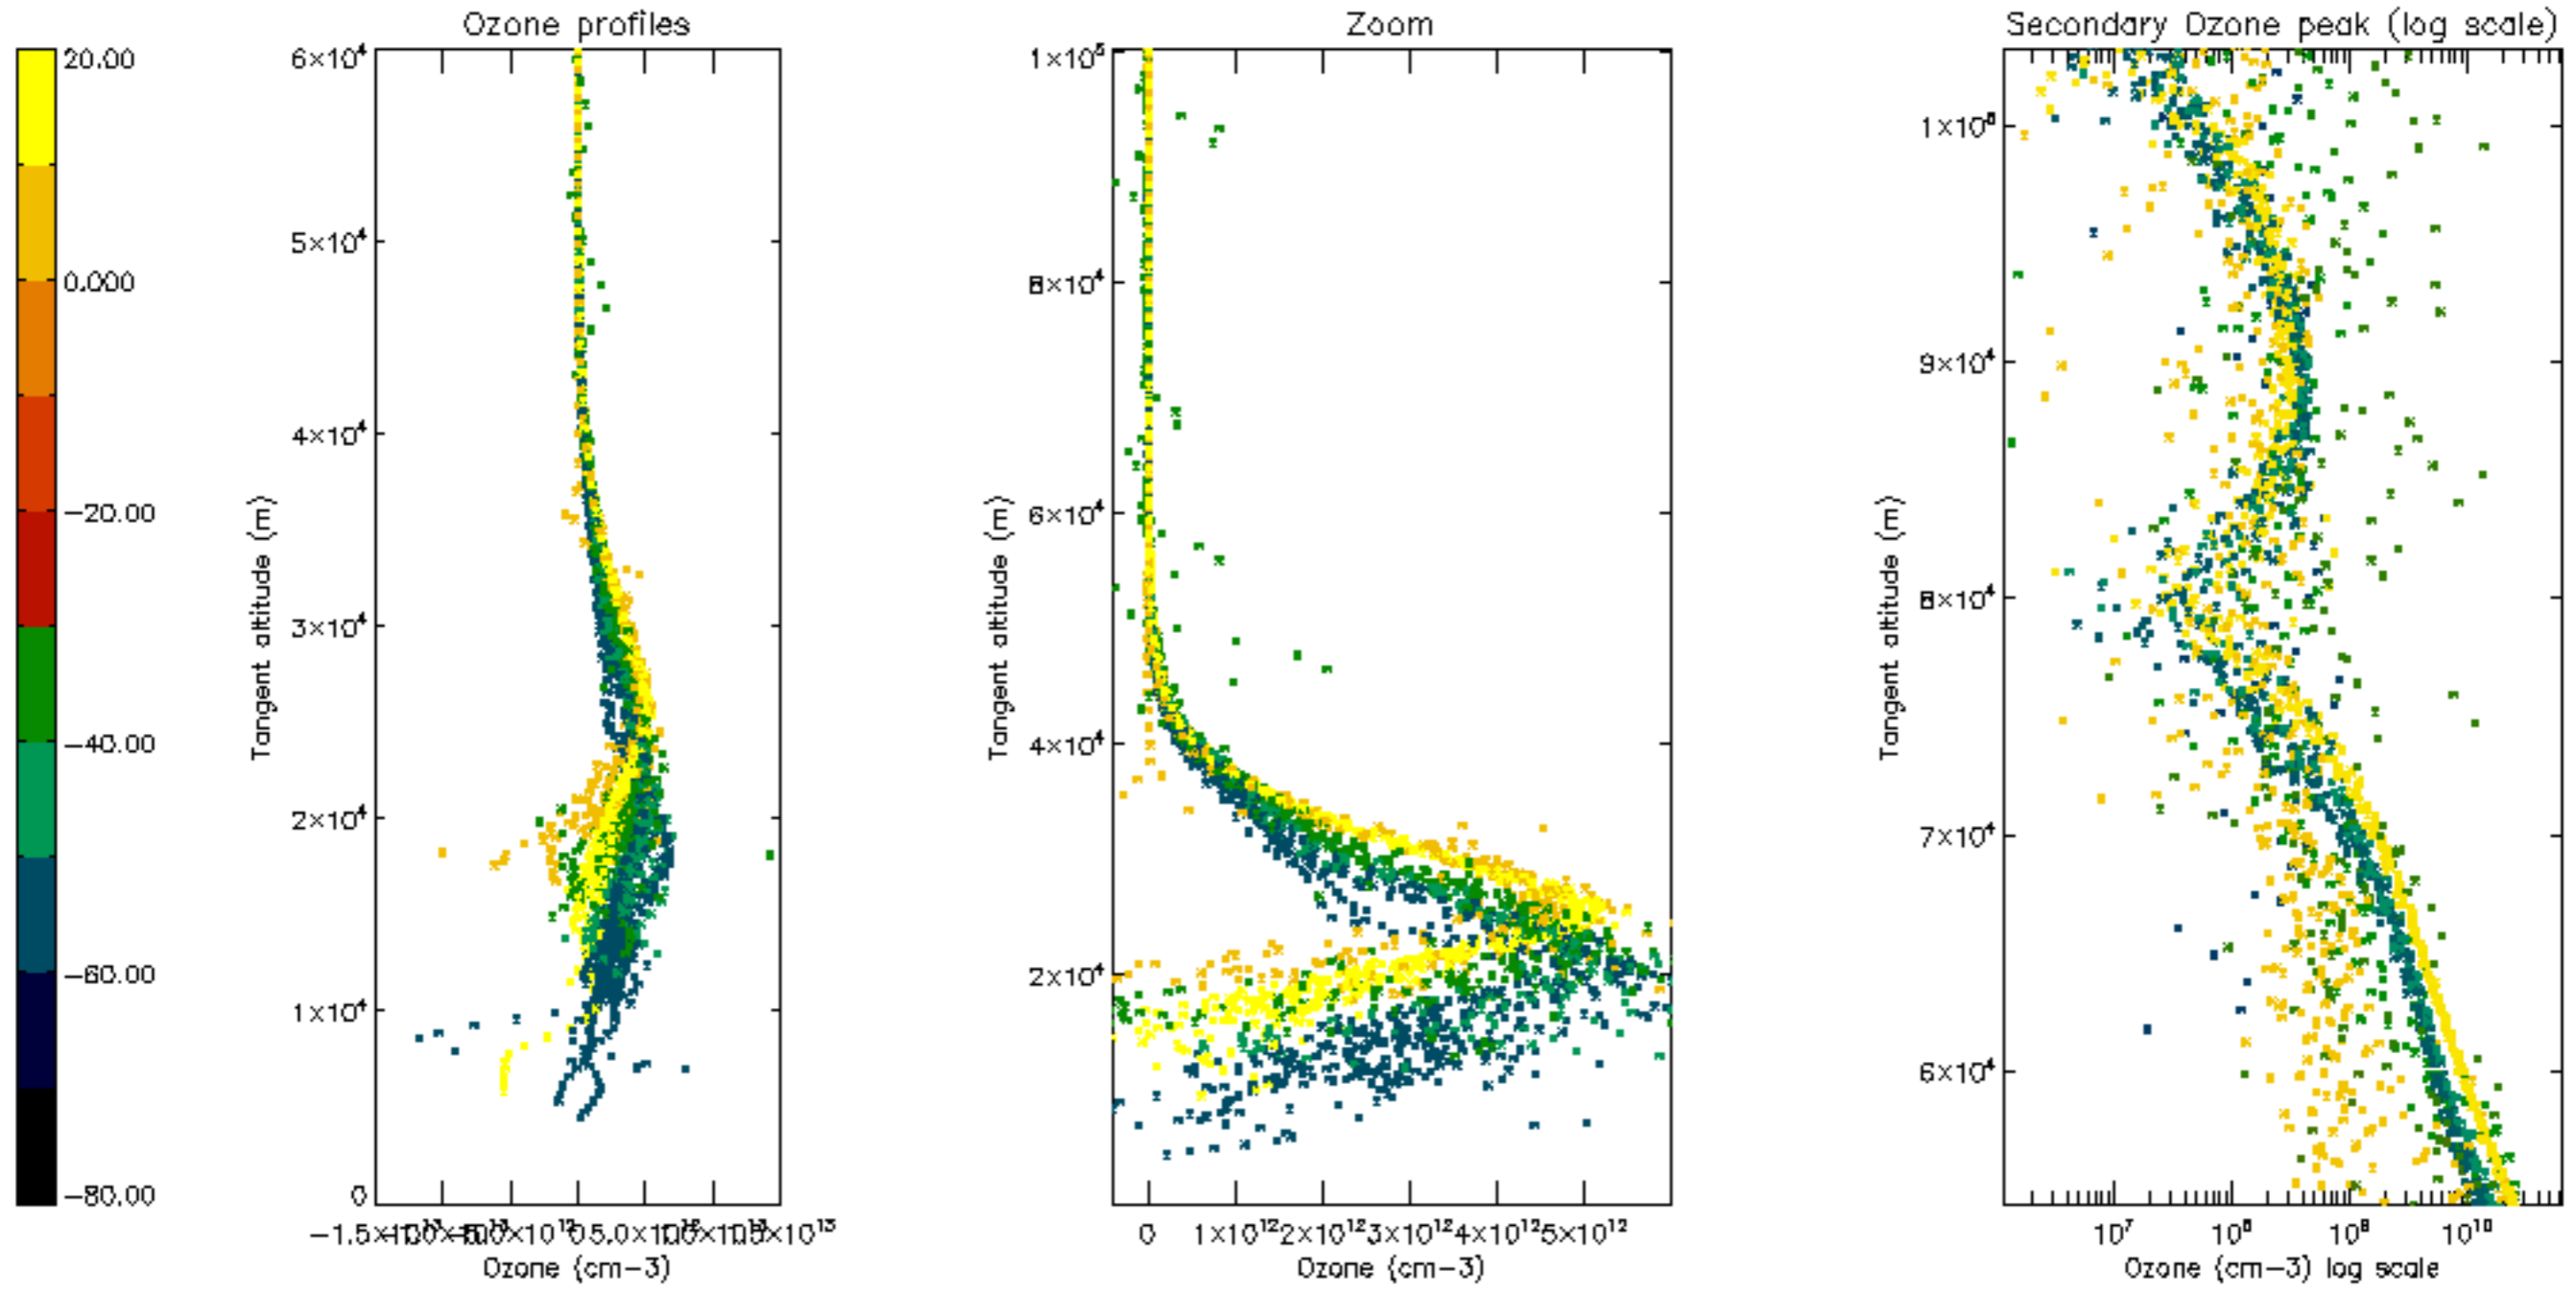 Ozone profiles
Zoom
Secondary Ozone peak (log scale)
20.00
0.000
−20.00
−40.00
−60.00
−80.00
6×10⁴
5×10⁴
4×10⁴
3×10⁴
2×10⁴
1×10⁴
0
Tangent altitude (m)
Ozone (cm−3)
1×10⁵
8×10⁴
6×10⁴
4×10⁴
2×10⁴
Tangent altitude (m)
0 1×10¹² 2×10¹² 3×10¹² 4×10¹² 5×10¹²
Ozone (cm−3)
1×10⁵
9×10⁴
8×10⁴
7×10⁴
6×10⁴
Tangent altitude (m)
10⁷ 10⁸ 10⁹ 10¹⁰
Ozone (cm−3) log scale